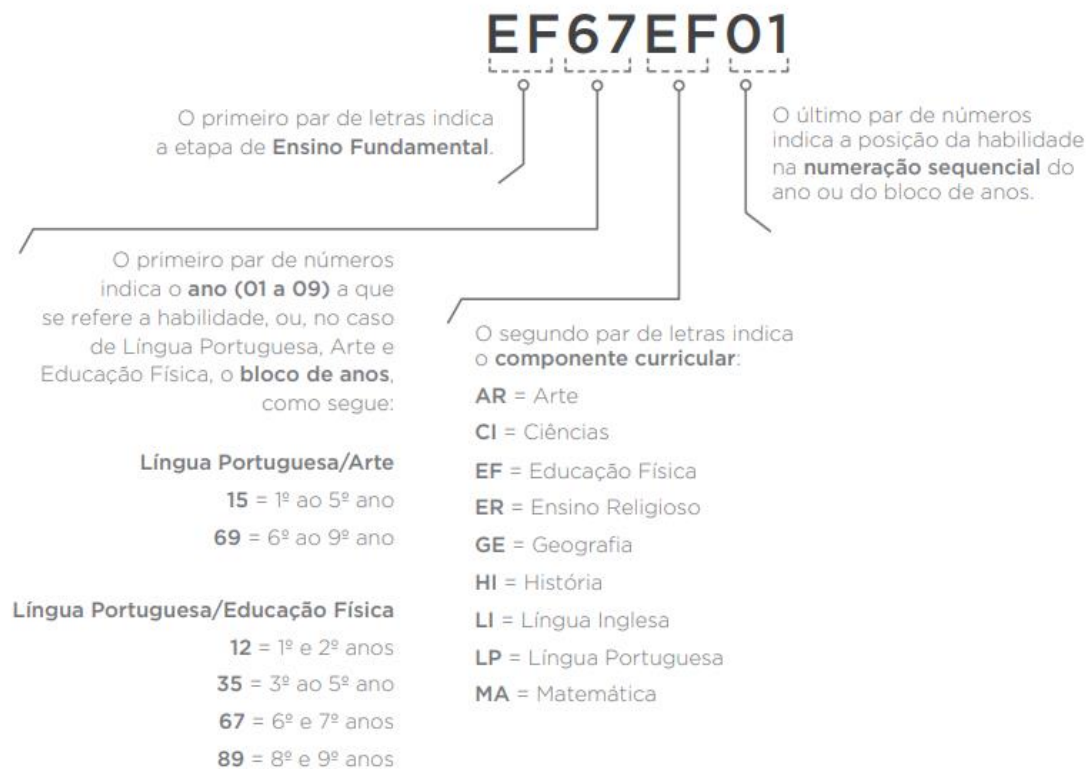 EF67EF01
O primeiro par de letras indica
a etapa de Ensino Fundamental.
O último par de números
indica a posição da habilidade
na numeração sequencial do
ano ou do bloco de anos.
O primeiro par de números
indica o ano (01 a 09) a que
se refere a habilidade, ou, no caso
de Língua Portuguesa, Arte e
Educação Física, o bloco de anos,
como segue:
Língua Portuguesa/Arte
15 = 1º ao 5º ano
69 = 6º ao 9º ano
Língua Portuguesa/Educação Física
12 = 1º e 2º anos
35 = 3º ao 5º ano
67 = 6º e 7º anos
89 = 8º e 9º anos
O segundo par de letras indica
o componente curricular:
AR = Arte
CI = Ciências
EF = Educação Física
ER = Ensino Religioso
GE = Geografia
HI = História
LI = Língua Inglesa
LP = Língua Portuguesa
MA = Matemática